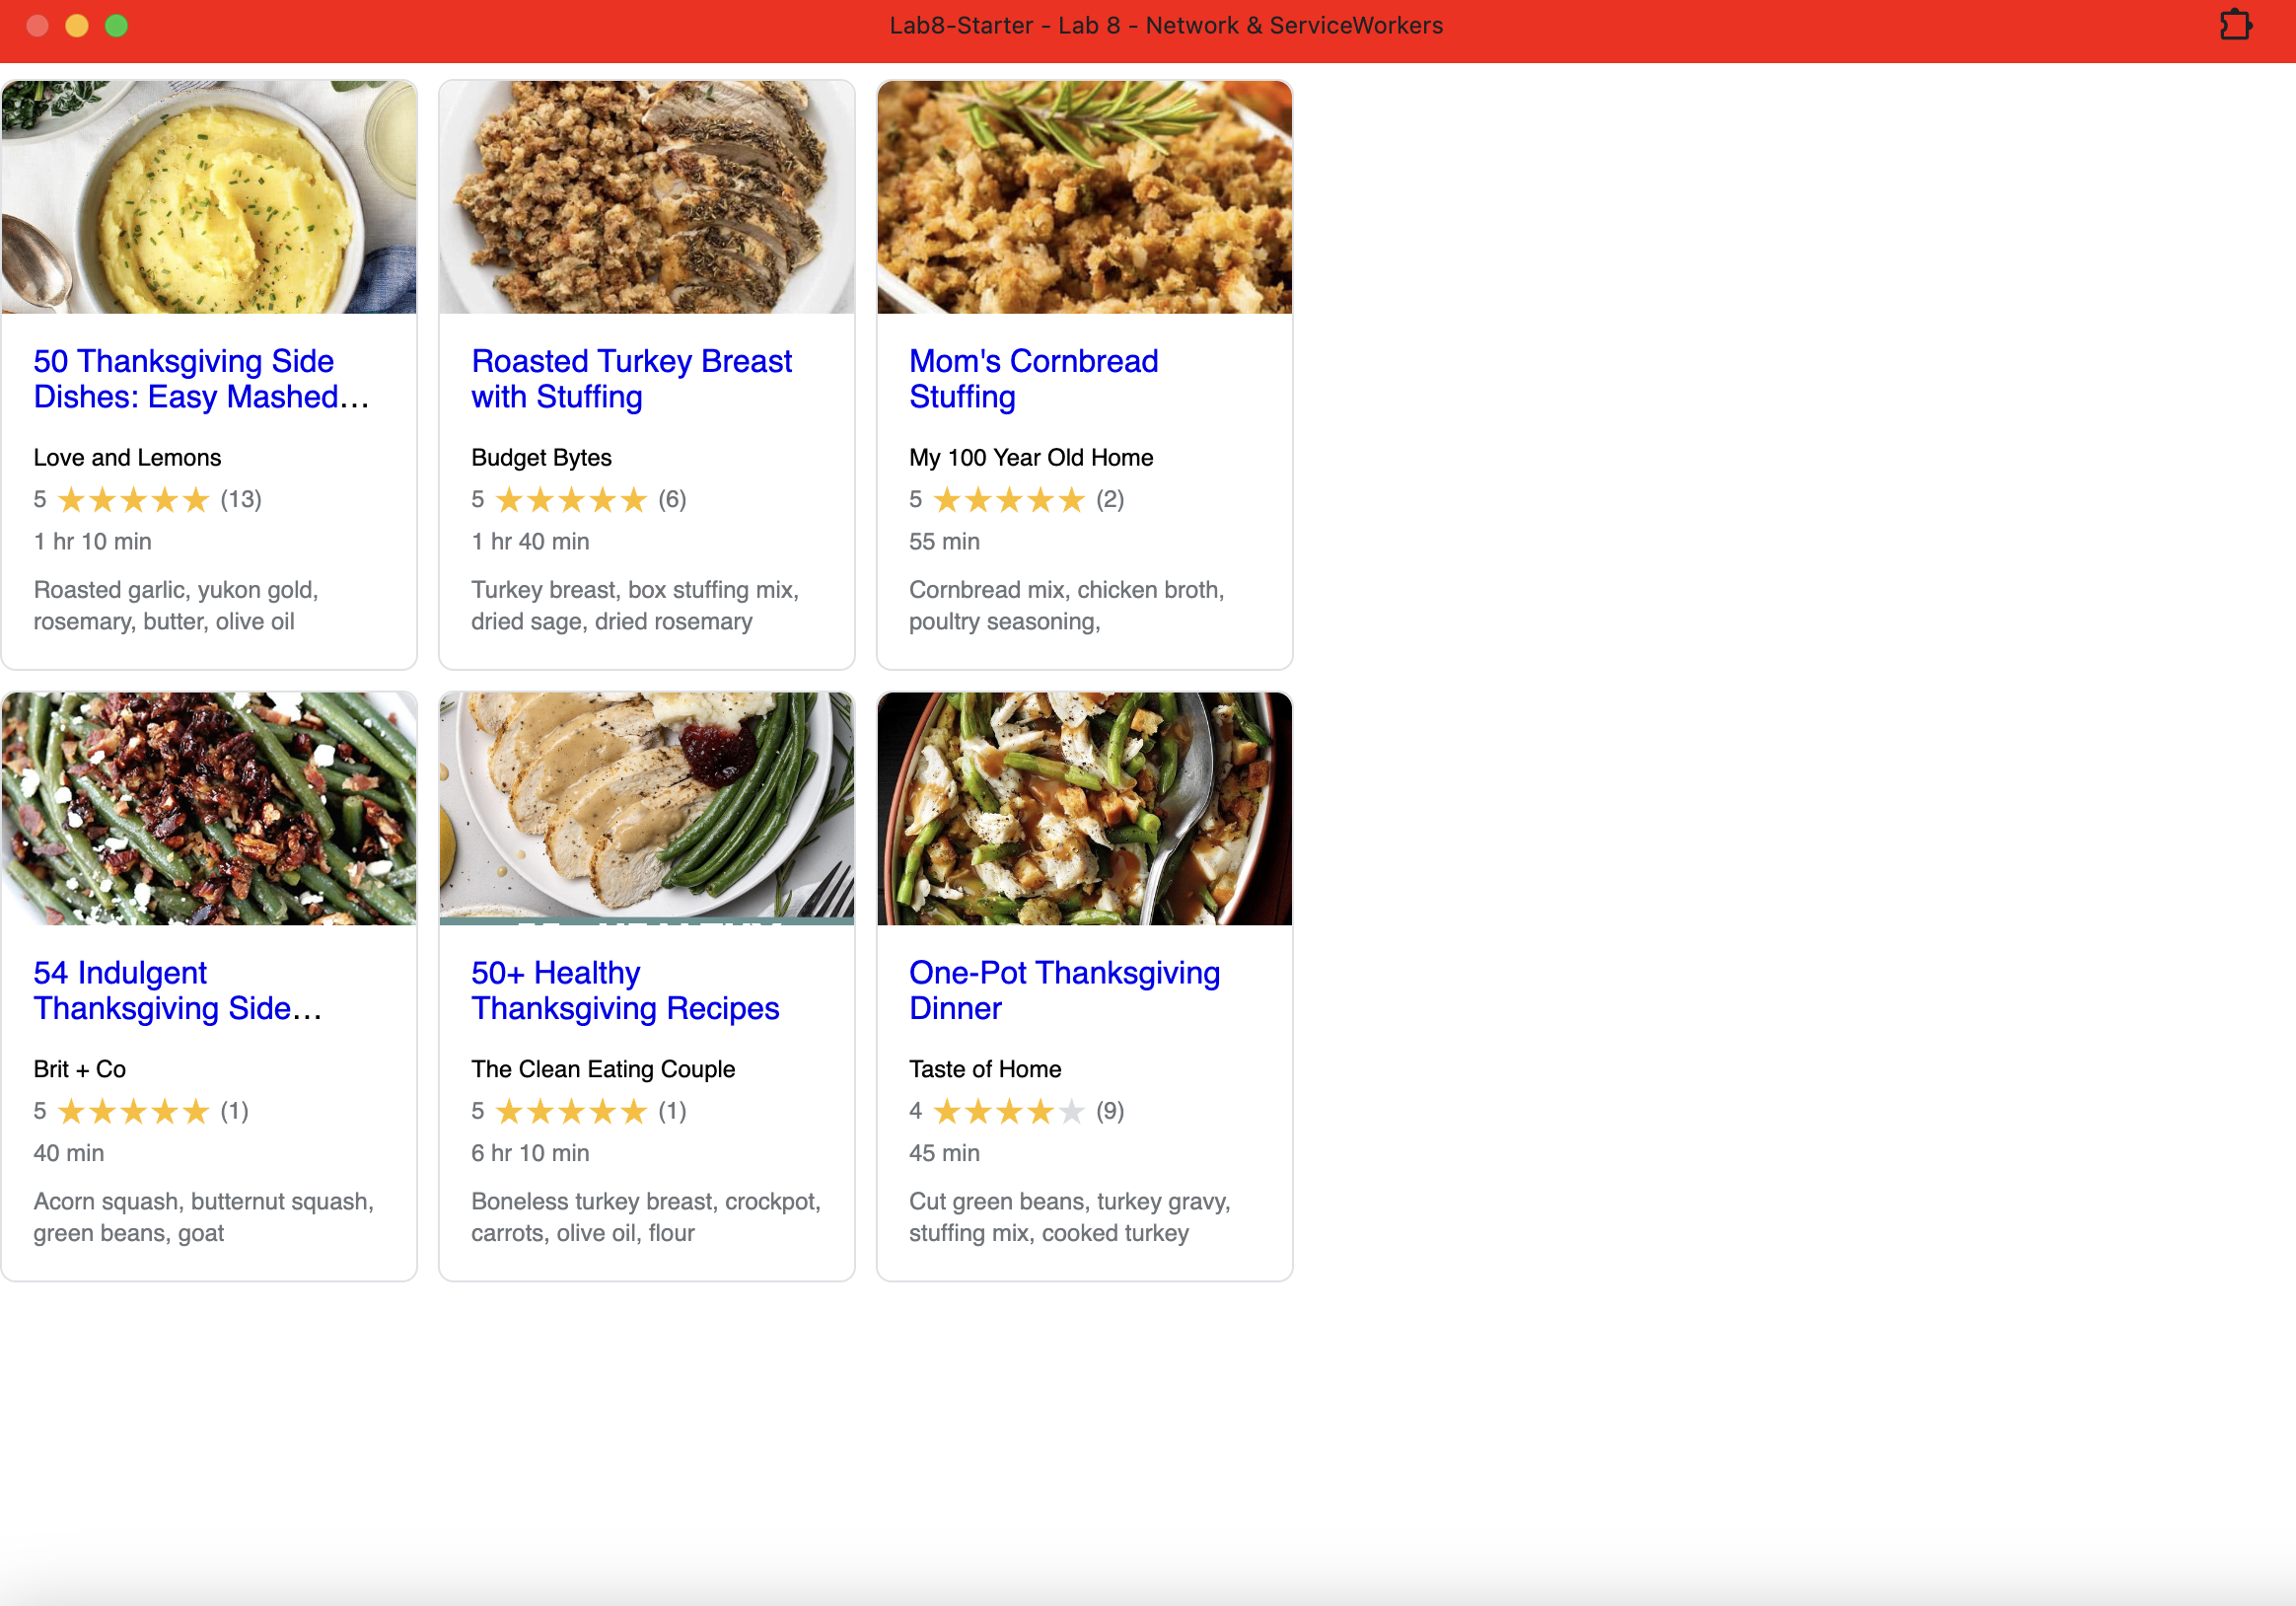 Lab8-Starter - Lab 8 - Network & ServiceWorkers
50 Thanksgiving Side
Dishes: Easy Mashed...
Love and Lemons
5 ★★★★★ (13)
1 hr 10 min
Roasted garlic, yukon gold,
rosemary, butter, olive oil
Roasted Turkey Breast
with Stuffing
Budget Bytes
5 ★★★★★ (6)
1 hr 40 min
Turkey breast, box stuffing mix,
dried sage, dried rosemary
Mom's Cornbread
Stuffing
My 100 Year Old Home
5 ★★★★★ (2)
55 min
Cornbread mix, chicken broth,
poultry seasoning,
54 Indulgent
Thanksgiving Side...
Brit + Co
5 ★★★★★ (1)
40 min
Acorn squash, butternut squash,
green beans, goat
50+ Healthy
Thanksgiving Recipes
The Clean Eating Couple
5 ★★★★★ (1)
6 hr 10 min
Boneless turkey breast, crockpot,
carrots, olive oil, flour
One-Pot Thanksgiving
Dinner
Taste of Home
4 ★★★★★ (9)
45 min
Cut green beans, turkey gravy,
stuffing mix, cooked turkey